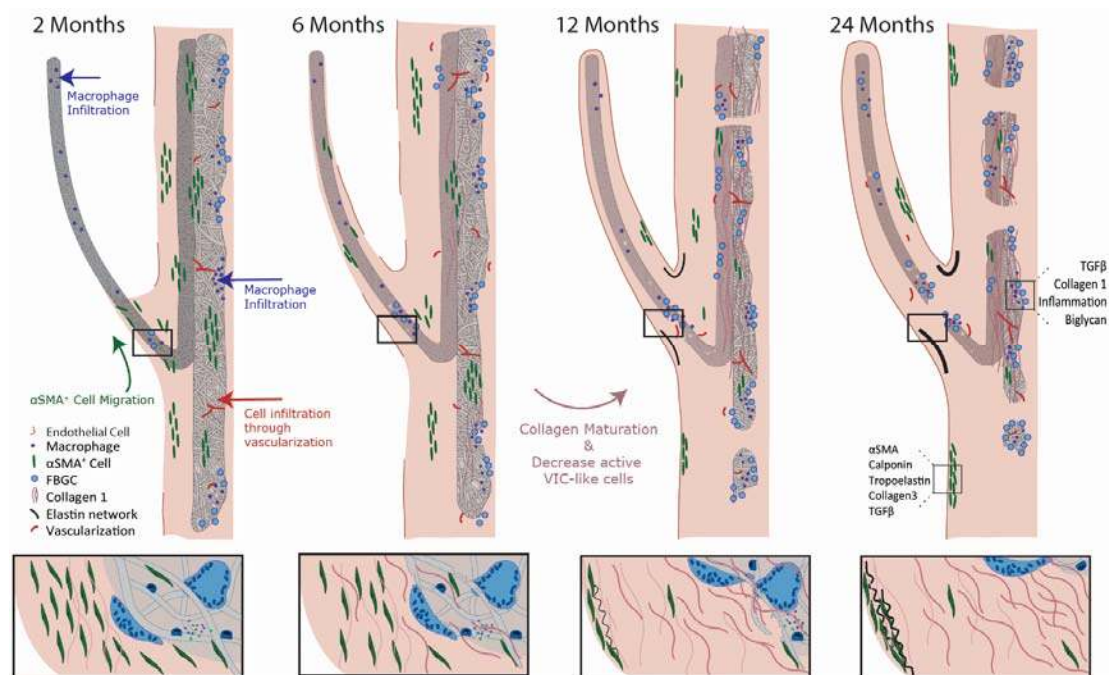 2 Months
6 Months
12 Months
24 Months
Macrophage
Infiltration
Macrophage
Infiltration
αSMA⁺ Cell Migration
Cell infiltration
through
vascularization
Endothelial Cell
Macrophage
αSMA⁺ Cell
FBGC
Collagen 1
Elastin network
Vascularization
Collagen Maturation
&
Decrease active
VIC-like cells
TGFβ
Collagen 1
Inflammation
Biglycan
αSMA
Calponin
Tropoelastin
Collagen3
TGFβ